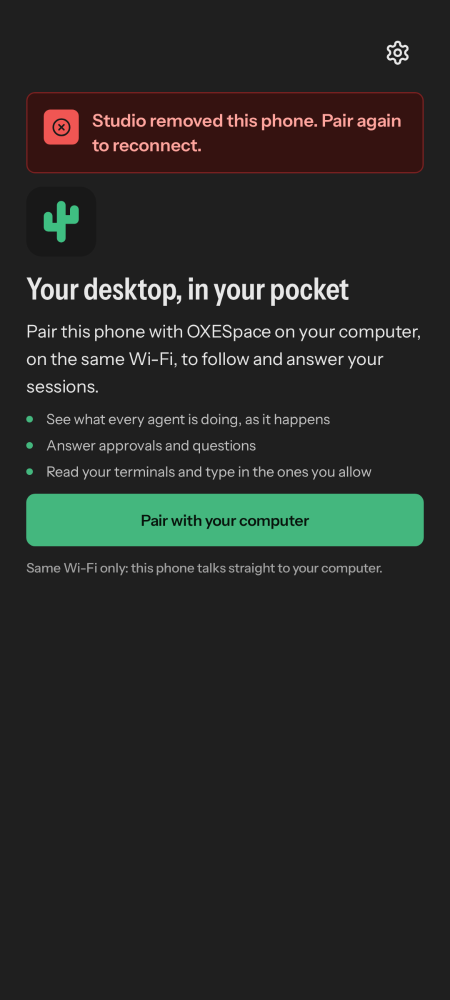 Studio removed this phone. Pair again
to reconnect.
Your desktop, in your pocket
Pair this phone with OXESpace on your computer,
on the same Wi-Fi, to follow and answer your
sessions.
See what every agent is doing, as it happens
Answer approvals and questions
Read your terminals and type in the ones you allow
Pair with your computer
Same Wi-Fi only: this phone talks straight to your computer.